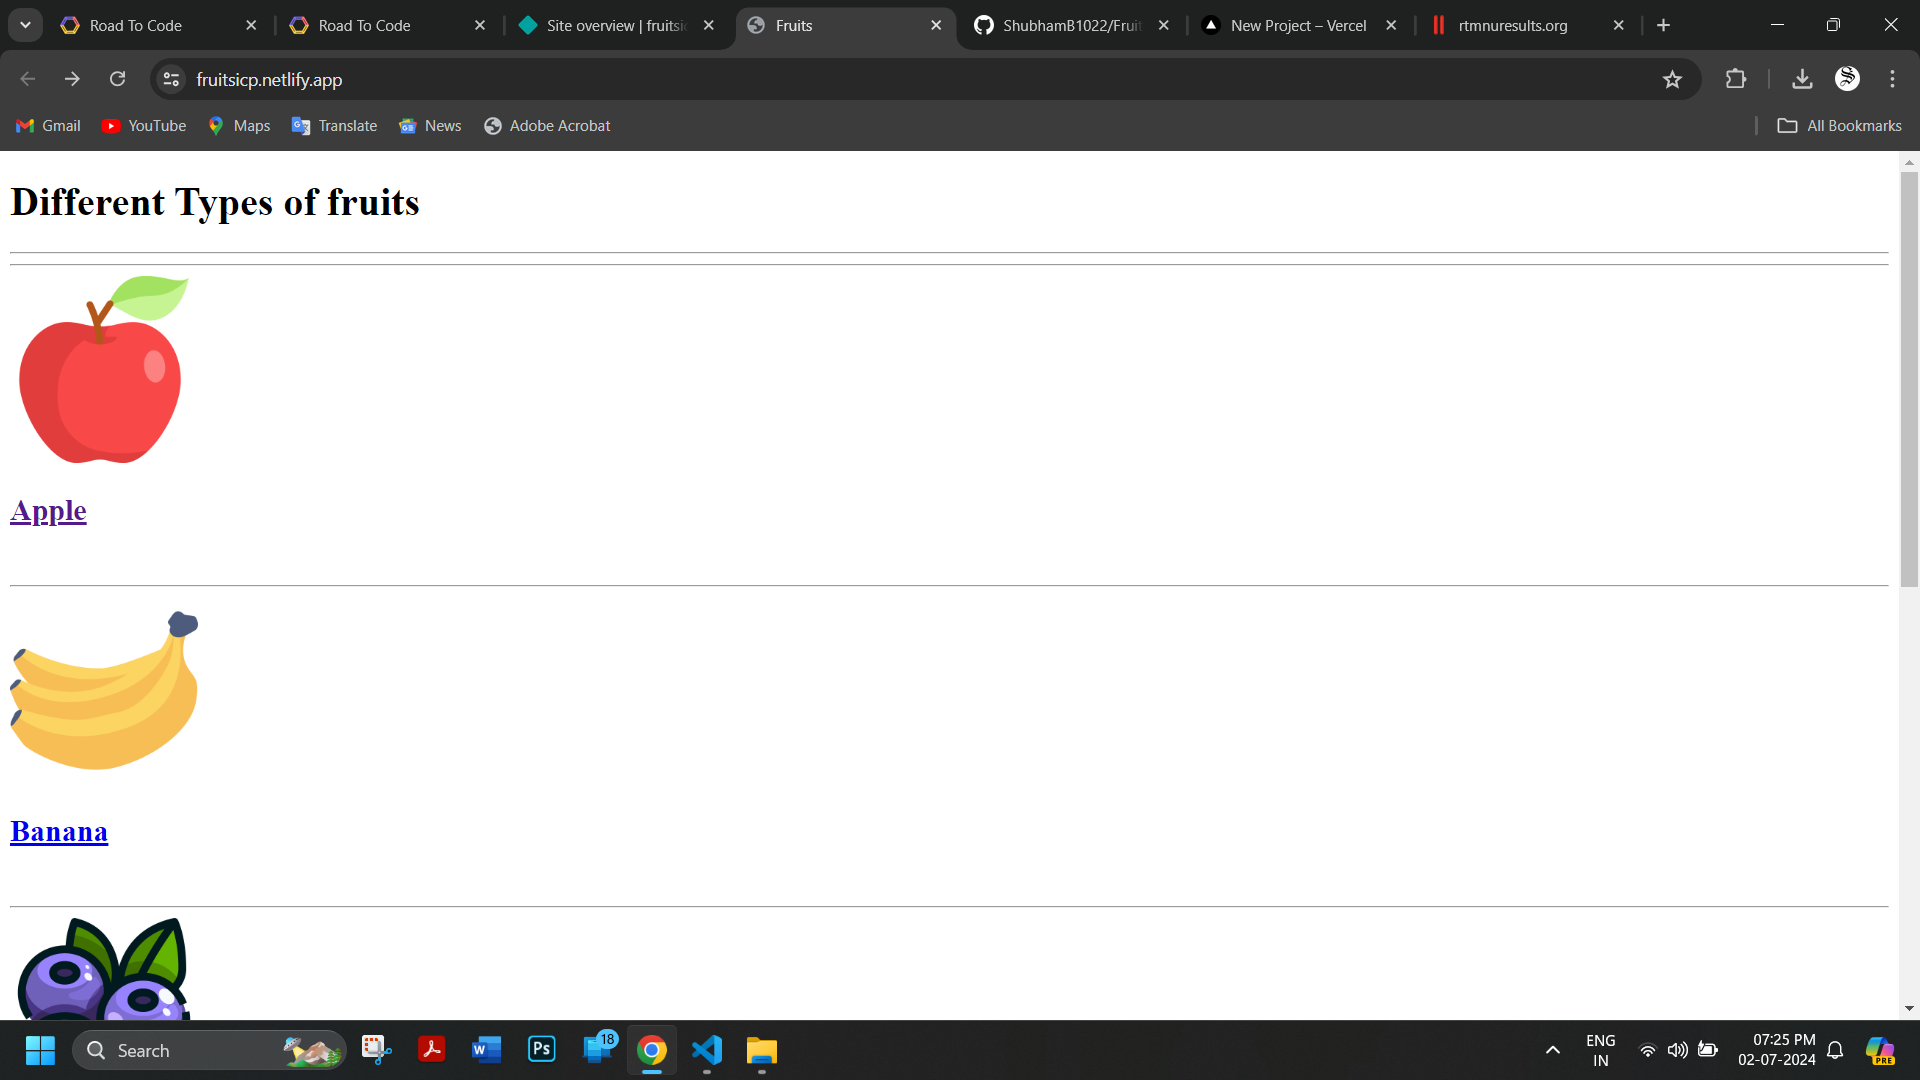 Road To Code
Road To Code
Site overview | fruitsic
Fruits
ShubhamB1022/Fruit
New Project – Vercel
rtmnuresults.org
fruitsicp.netlify.app
Gmail
YouTube
Maps
Translate
News
Adobe Acrobat
All Bookmarks
Different Types of fruits
Apple
Banana
Search
W
Ps
18
ENG
IN
07:25 PM
02-07-2024
PRE